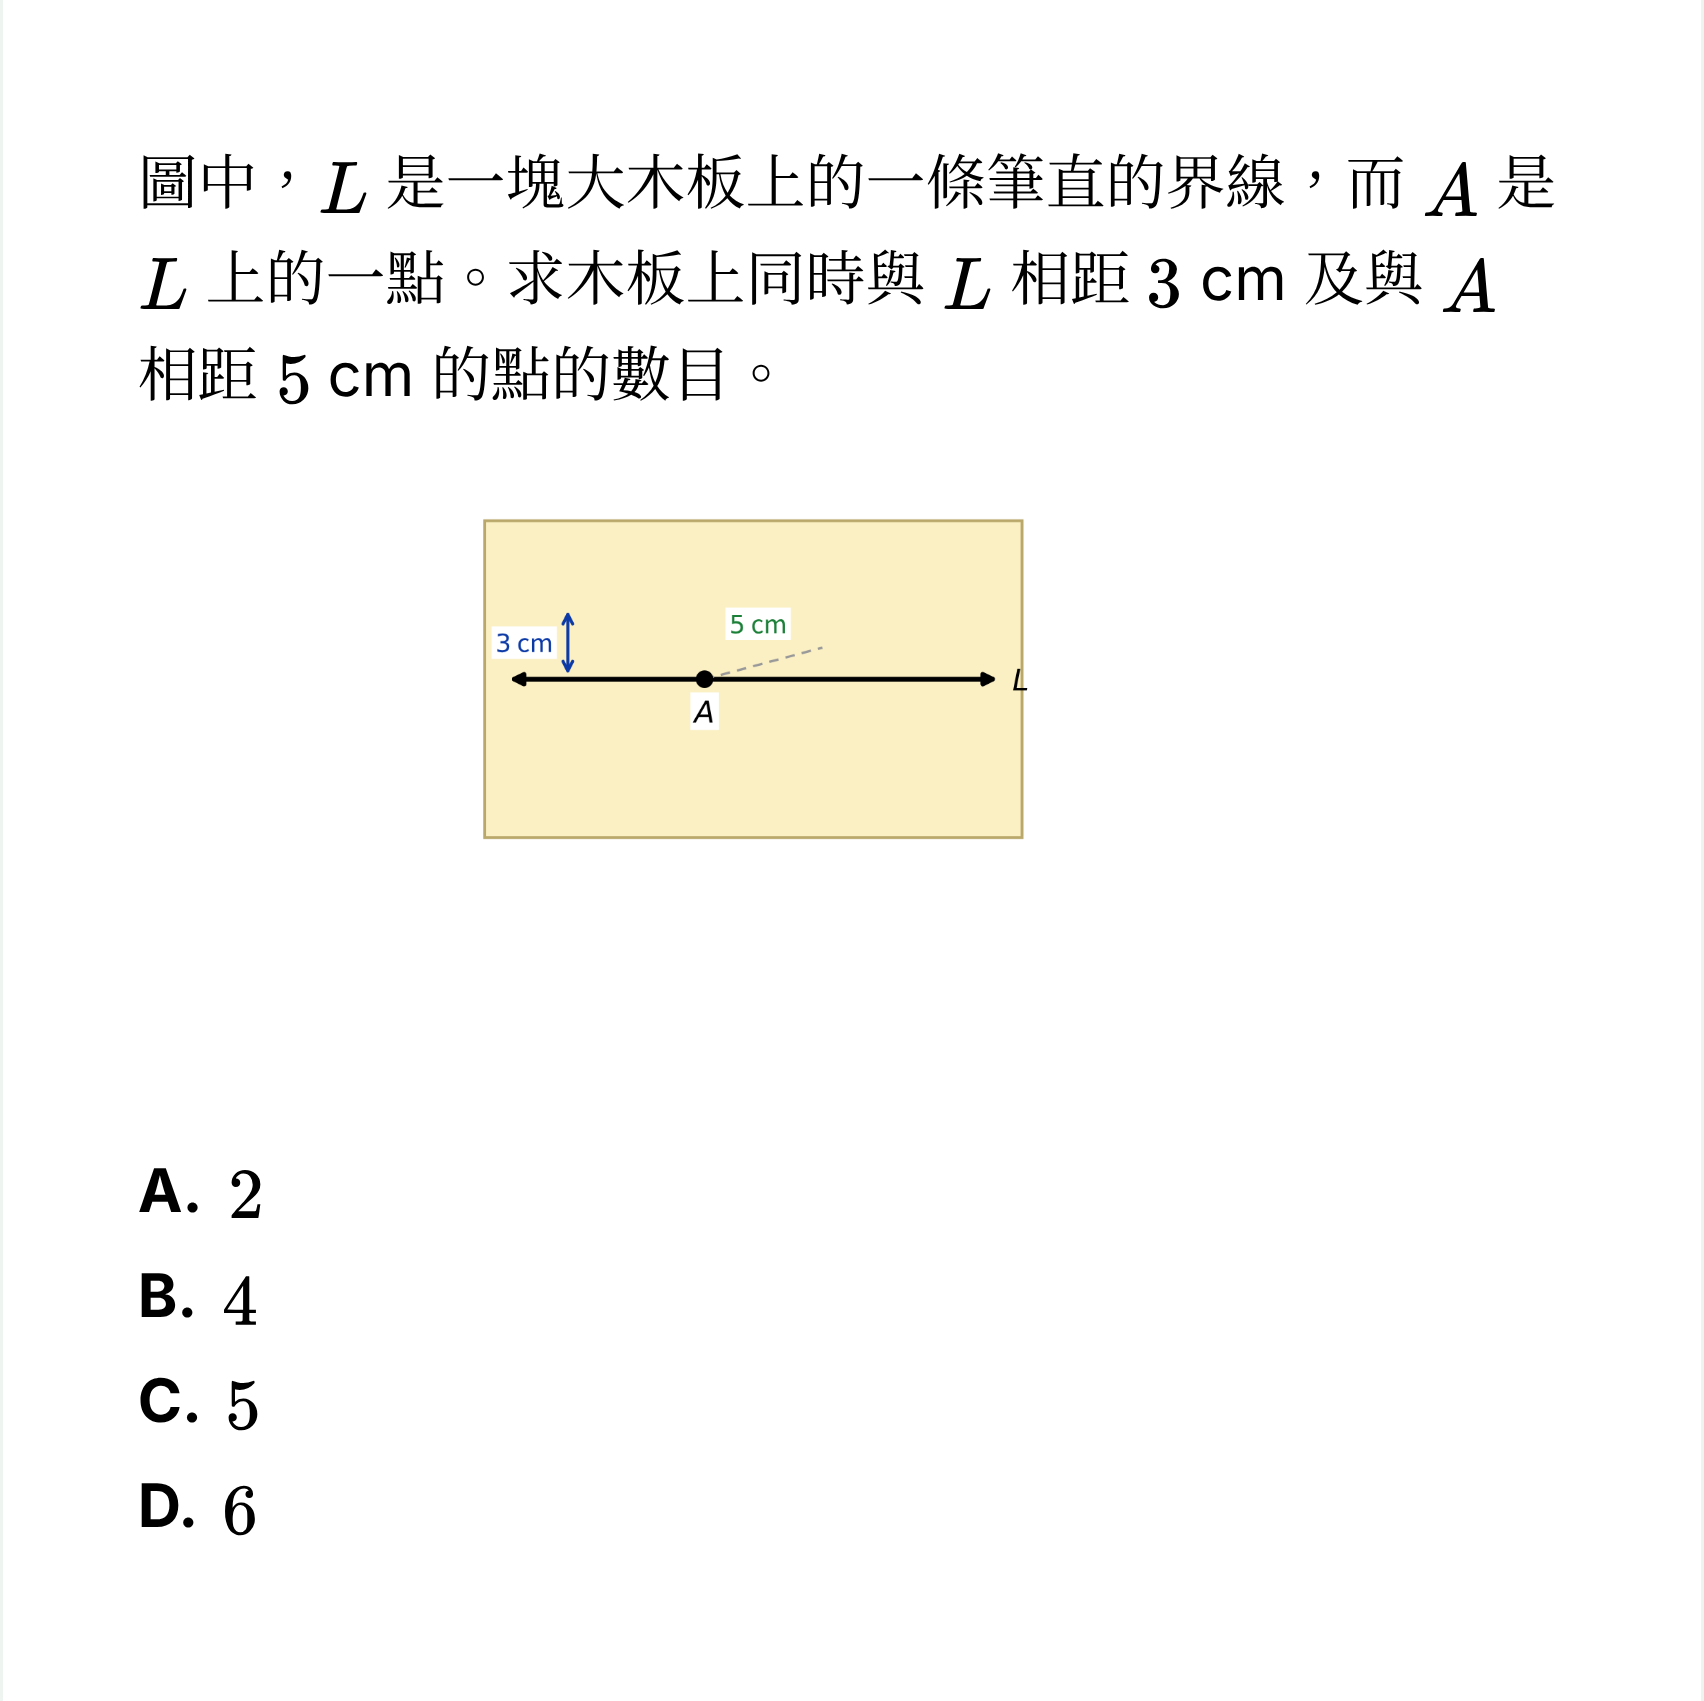 圖中，L 是一塊大木板上的一條筆直的界線，而 A 是
L 上的一點。求木板上同時與 L 相距 3 cm 及與 A
相距 5 cm 的點的數目。
5 cm
3 cm
L
A
A. 2
B. 4
C. 5
D. 6